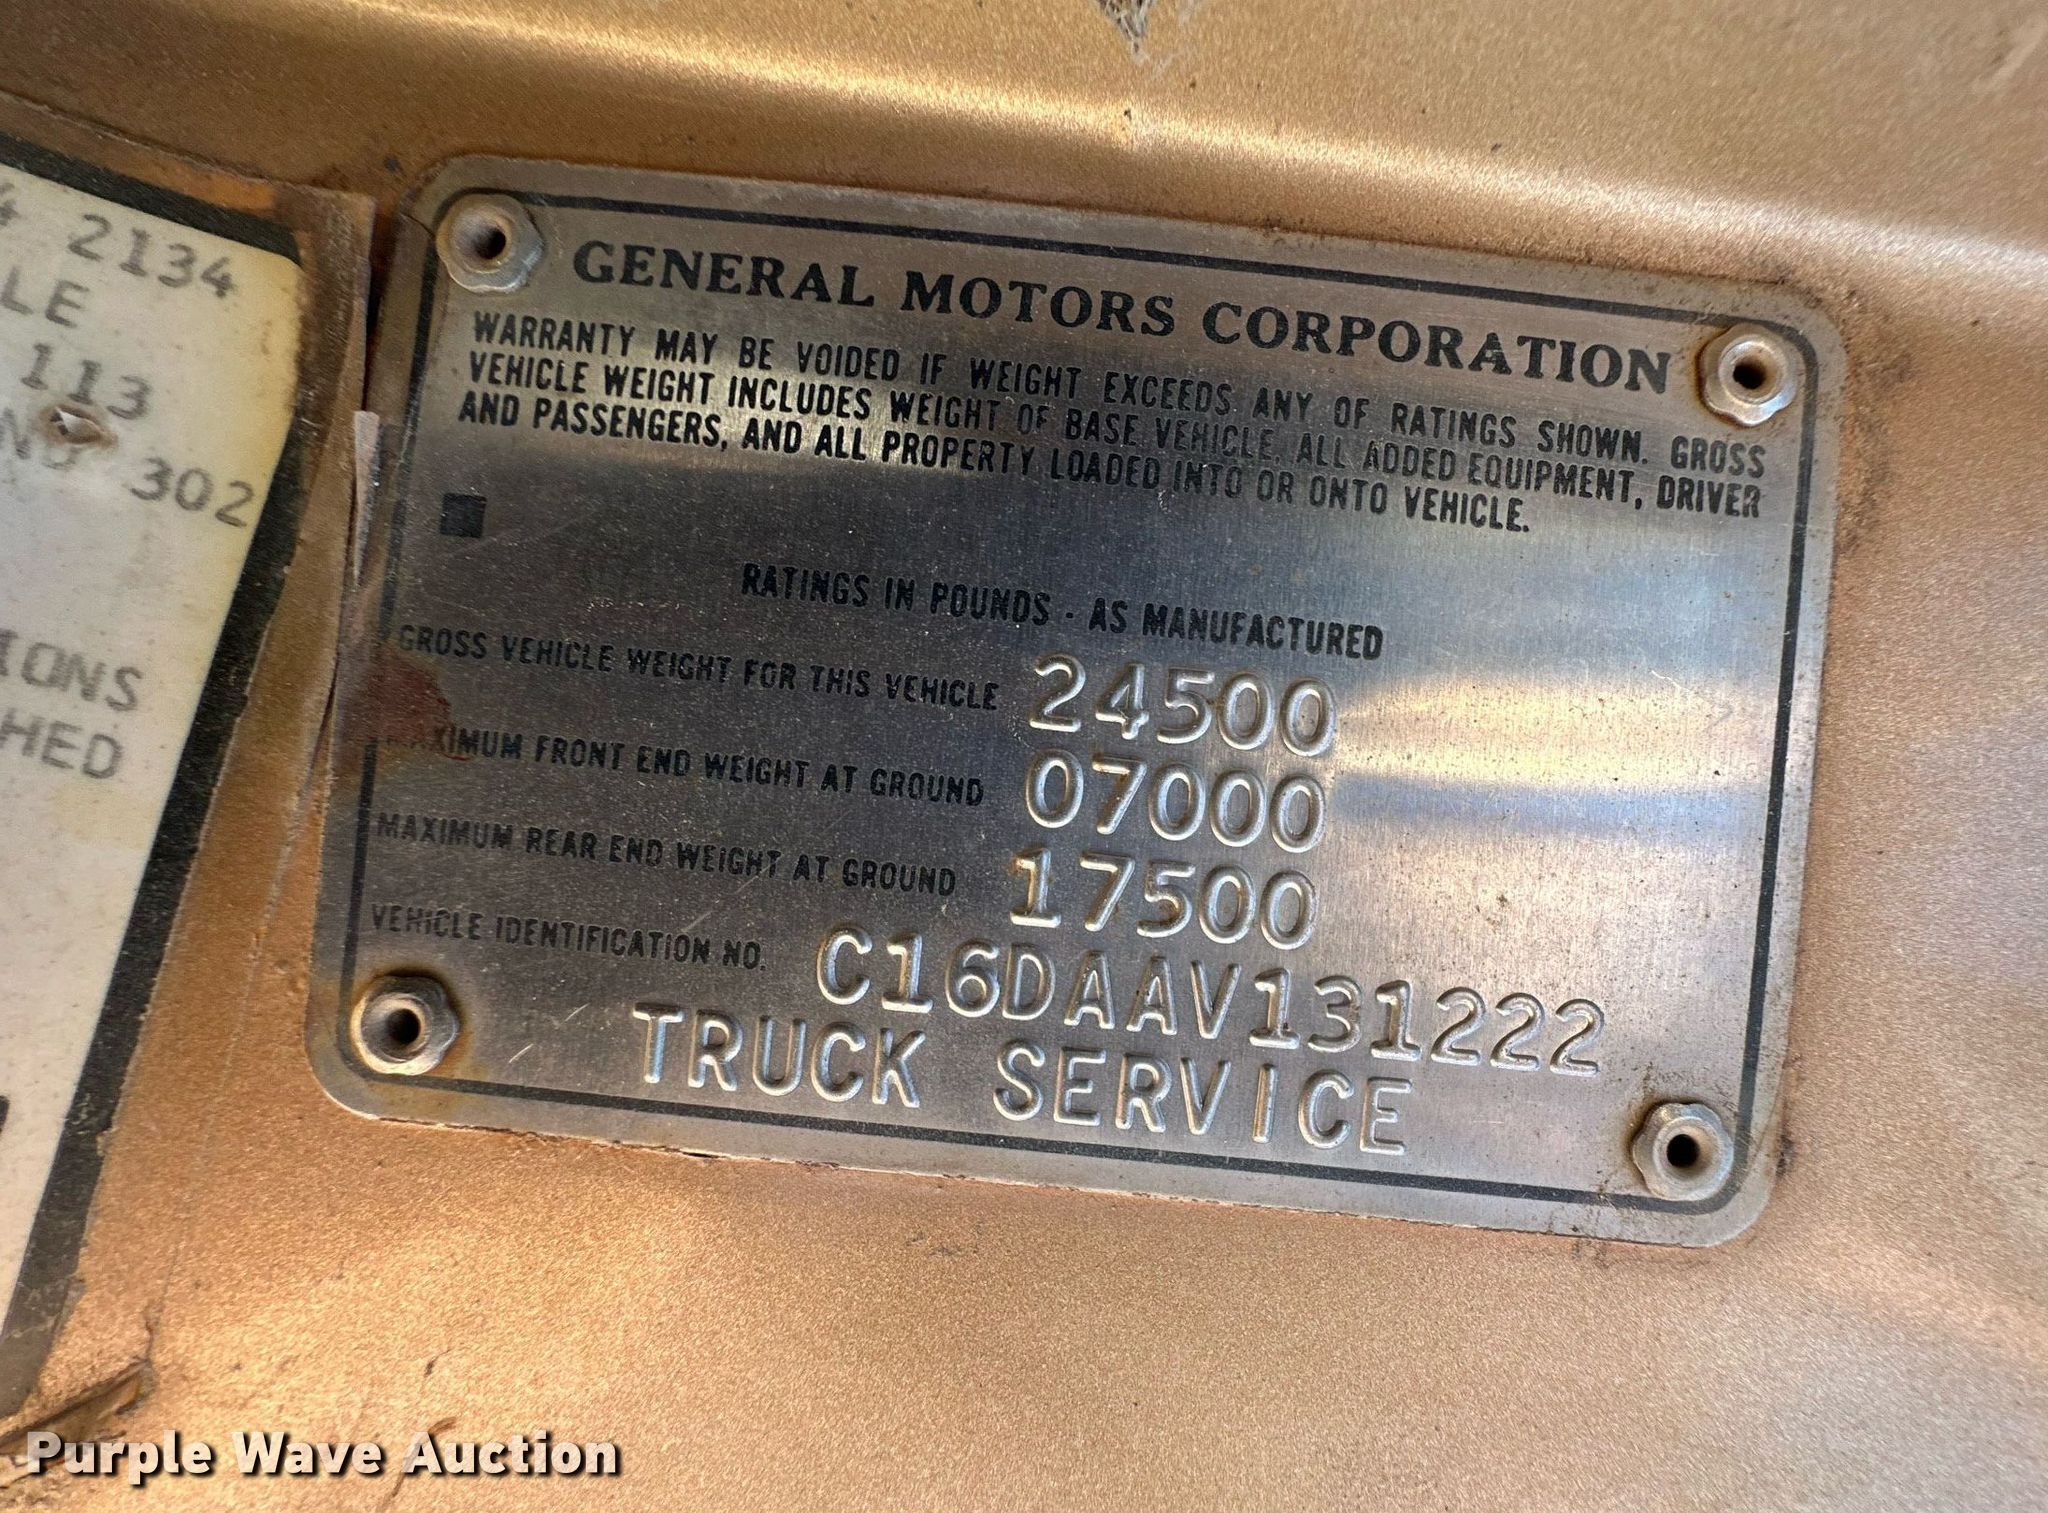 4 2134
LE
113
NO 302
IONS
HED
GENERAL MOTORS CORPORATION
WARRANTY MAY BE VOIDED IF WEIGHT EXCEEDS ANY OF RATINGS SHOWN. GROSS
VEHICLE WEIGHT INCLUDES WEIGHT OF BASE VEHICLE, ALL ADDED EQUIPMENT, DRIVER
AND PASSENGERS, AND ALL PROPERTY LOADED INTO OR ONTO VEHICLE.
RATINGS IN POUNDS - AS MANUFACTURED
GROSS VEHICLE WEIGHT FOR THIS VEHICLE 24500
MAXIMUM FRONT END WEIGHT AT GROUND 07000
MAXIMUM REAR END WEIGHT AT GROUND 17500
VEHICLE IDENTIFICATION NO. C16DAAV131222
TRUCK SERVICE
Purple Wave Auction